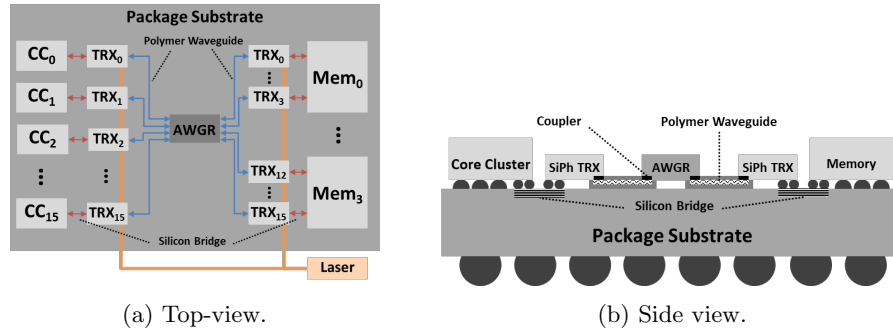 Package Substrate
Polymer Waveguide
CC0 TRX0 TRX0 Mem0
CC1 TRX1 TRX3
AWGR
CC2 TRX2
TRX12 Mem3
CC15 TRX15 TRX15
Silicon Bridge
Laser
(a) Top-view.
Coupler Polymer Waveguide
Core Cluster SiPh TRX AWGR SiPh TRX Memory
Silicon Bridge
Package Substrate
(b) Side view.